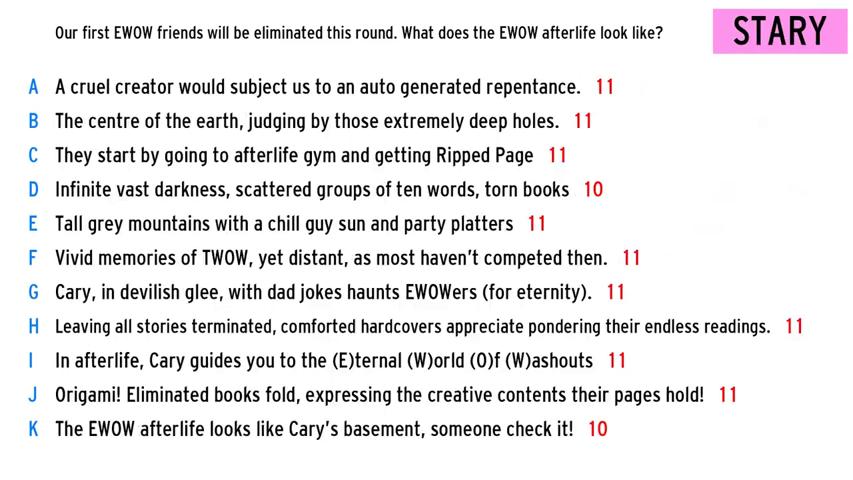 Our first EWOW friends will be eliminated this round. What does the EWOW afterlife look like?
STARY
A A cruel creator would subject us to an auto generated repentance. 11
B The centre of the earth, judging by those extremely deep holes. 11
C They start by going to afterlife gym and getting Ripped Page 11
D Infinite vast darkness, scattered groups of ten words, torn books 10
E Tall grey mountains with a chill guy sun and party platters 11
F Vivid memories of TWOW, yet distant, as most haven't competed then. 11
G Cary, in devilish glee, with dad jokes haunts EWOWers (for eternity). 11
H Leaving all stories terminated, comforted hardcovers appreciate pondering their endless readings. 11
I In afterlife, Cary guides you to the (E)ternal (W)orld (O)f (W)ashouts 11
J Origami! Eliminated books fold, expressing the creative contents their pages hold! 11
K The EWOW afterlife looks like Cary's basement, someone check it! 10